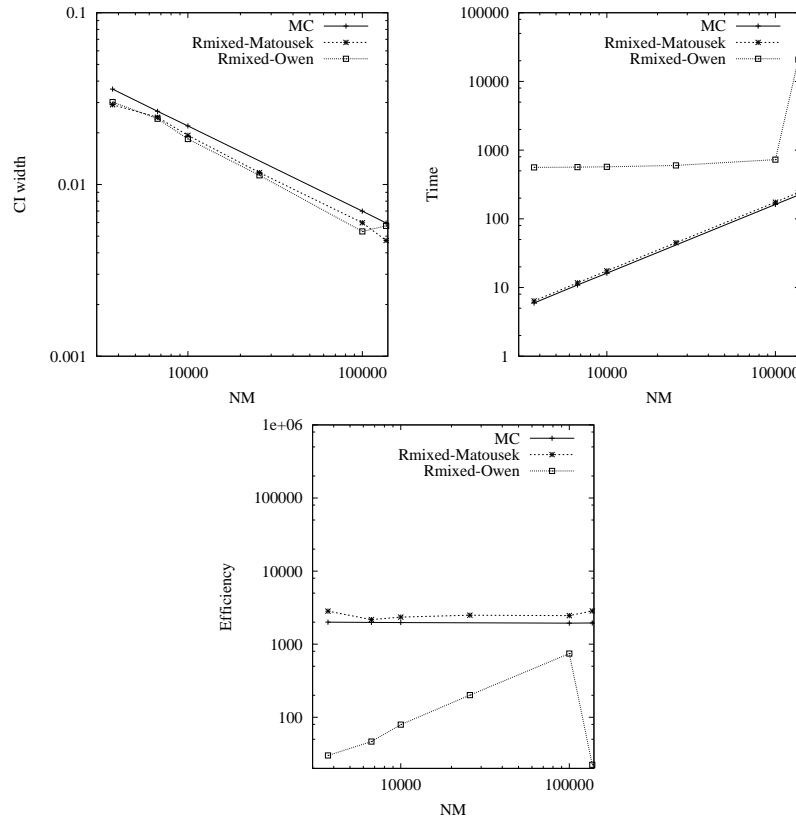 0.1
0.01
0.001
10000
100000
CI width
NM
MC
Rmixed-Matousek
Rmixed-Owen
100000
10000
1000
100
10
1
10000
100000
Time
NM
MC
Rmixed-Matousek
Rmixed-Owen
1e+06
100000
10000
1000
100
10000
100000
Efficiency
NM
MC
Rmixed-Matousek
Rmixed-Owen